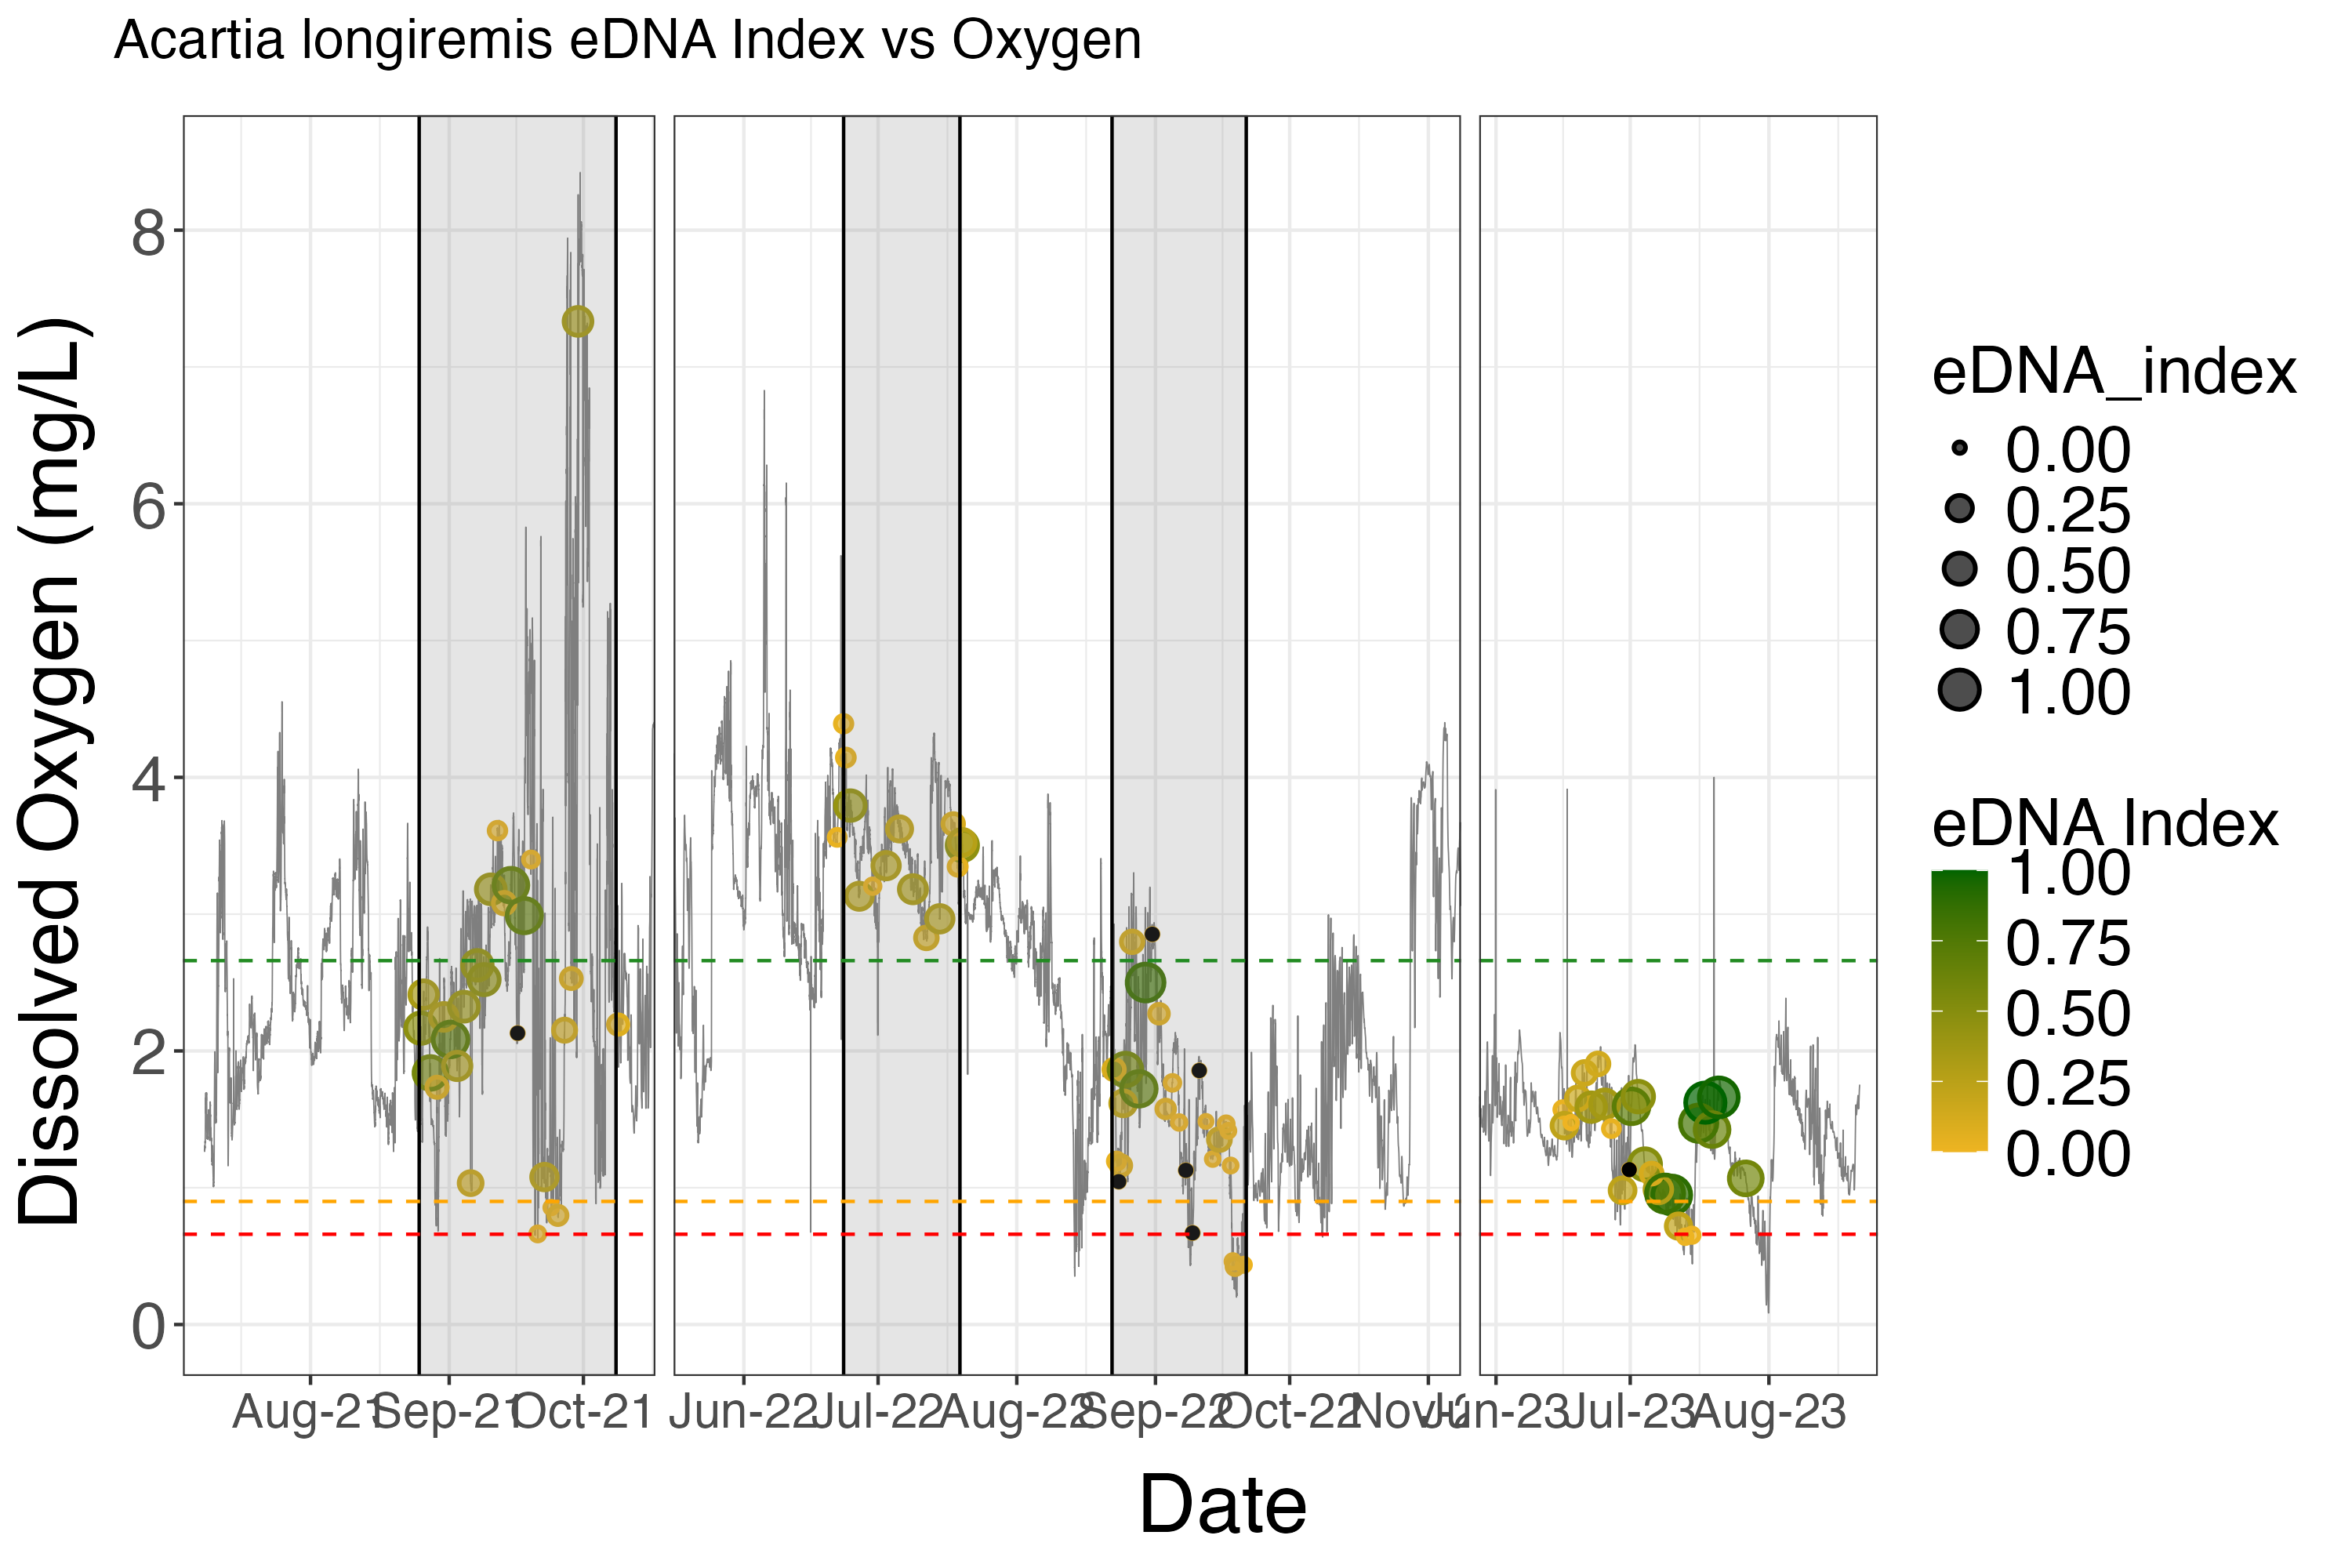 Acartia longiremis eDNA Index vs Oxygen
Dissolved Oxygen (mg/L)
8
6
4
2
0
Aug-21
Sep-21
Oct-21
Jun-22
Jul-22
Aug-22
Sep-22
Oct-22
Jun-23
Jul-23
Aug-23
Date
eDNA_index
0.00
0.25
0.50
0.75
1.00
eDNA Index
1.00
0.75
0.50
0.25
0.00